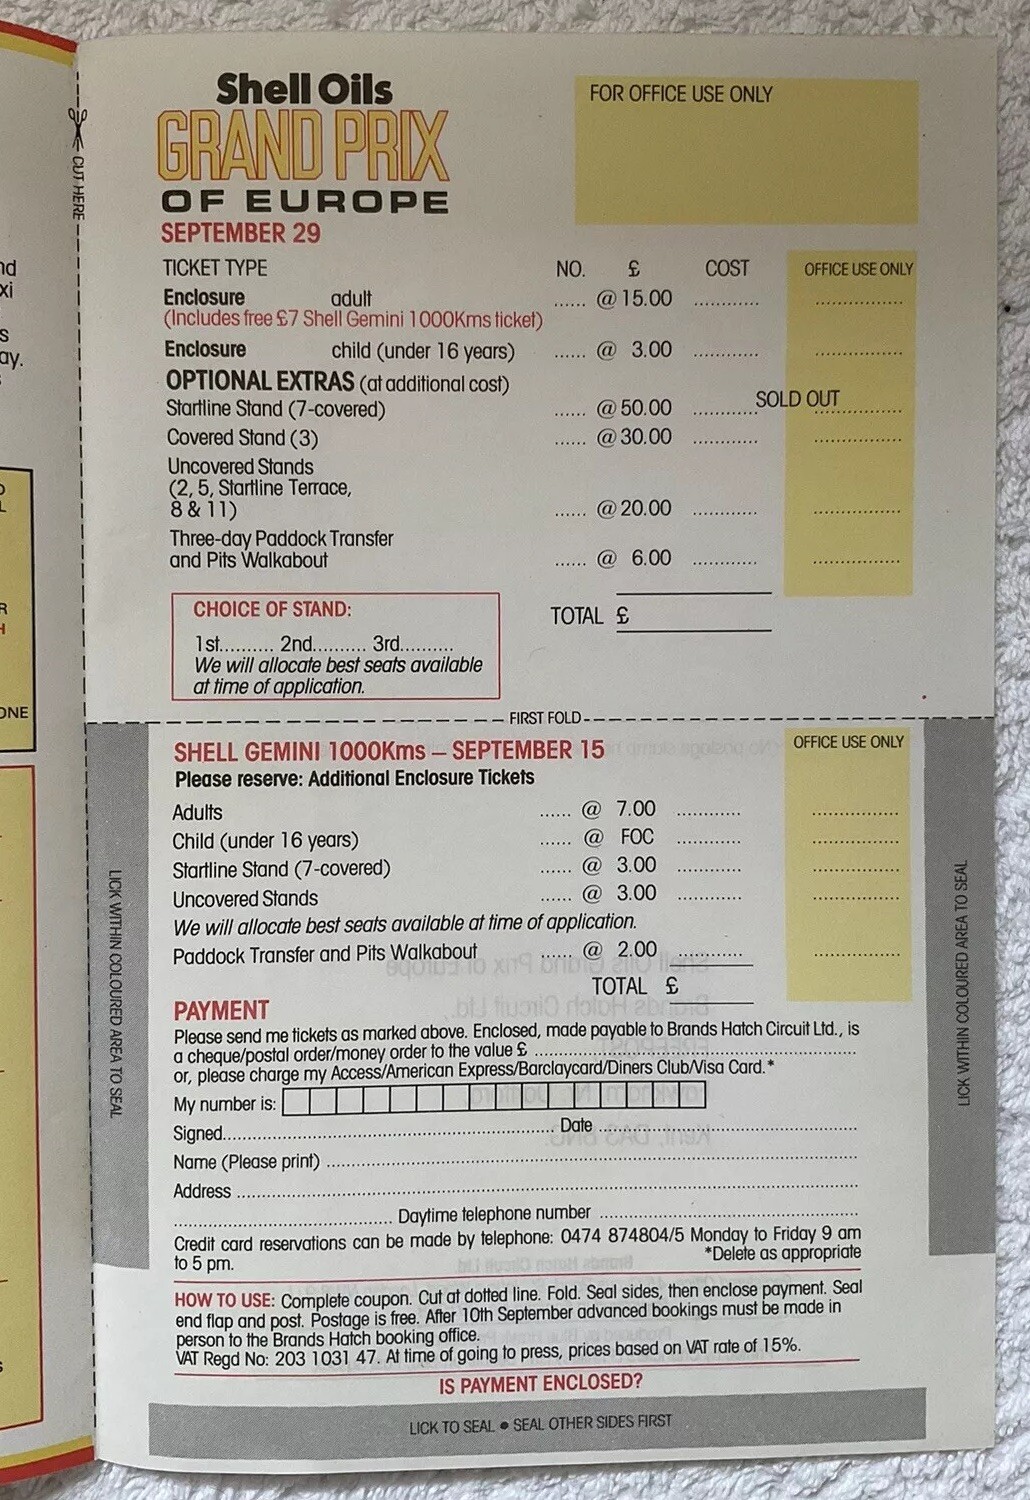 Shell Oils
GRAND PRIX
OF EUROPE
SEPTEMBER 29
FOR OFFICE USE ONLY
CUT HERE
TICKET TYPE NO. £ COST OFFICE USE ONLY
Enclosure adult ...... @ 15.00 ............ ................
(Includes free £7 Shell Gemini 1000Kms ticket)
Enclosure child (under 16 years) ...... @ 3.00 ............ ................
OPTIONAL EXTRAS (at additional cost)
Startline Stand (7-covered) ...... @ 50.00 ............ SOLD OUT ................
Covered Stand (3) ...... @ 30.00 ............ ................
Uncovered Stands
(2, 5, Startline Terrace,
8 & 11) ...... @ 20.00 ............ ................
Three-day Paddock Transfer
and Pits Walkabout ...... @ 6.00 ............ ................
TOTAL £
CHOICE OF STAND:
1st.......... 2nd.......... 3rd..........
We will allocate best seats available
at time of application.
FIRST FOLD
SHELL GEMINI 1000Kms – SEPTEMBER 15 OFFICE USE ONLY
Please reserve: Additional Enclosure Tickets
Adults ...... @ 7.00 ............ ................
Child (under 16 years) ...... @ FOC ............ ................
Startline Stand (7-covered) ...... @ 3.00 ............ ................
Uncovered Stands ...... @ 3.00 ............ ................
We will allocate best seats available at time of application.
Paddock Transfer and Pits Walkabout ...... @ 2.00 ............ ................
TOTAL £
PAYMENT
Please send me tickets as marked above. Enclosed, made payable to Brands Hatch Circuit Ltd., is
a cheque/postal order/money order to the value £ ................
or, please charge my Access/American Express/Barclaycard/Diners Club/Visa Card.*
My number is:
Signed................ Date ................
Name (Please print) ................
Address ................
................ Daytime telephone number ................
Credit card reservations can be made by telephone: 0474 874804/5 Monday to Friday 9 am
to 5 pm. *Delete as appropriate
HOW TO USE: Complete coupon. Cut at dotted line. Fold. Seal sides, then enclose payment. Seal
end flap and post. Postage is free. After 10th September advanced bookings must be made in
person to the Brands Hatch booking office.
VAT Regd No: 203 1031 47. At time of going to press, prices based on VAT rate of 15%.
IS PAYMENT ENCLOSED?
LICK TO SEAL ● SEAL OTHER SIDES FIRST
LICK WITHIN COLOURED AREA TO SEAL
LICK WITHIN COLOURED AREA TO SEAL